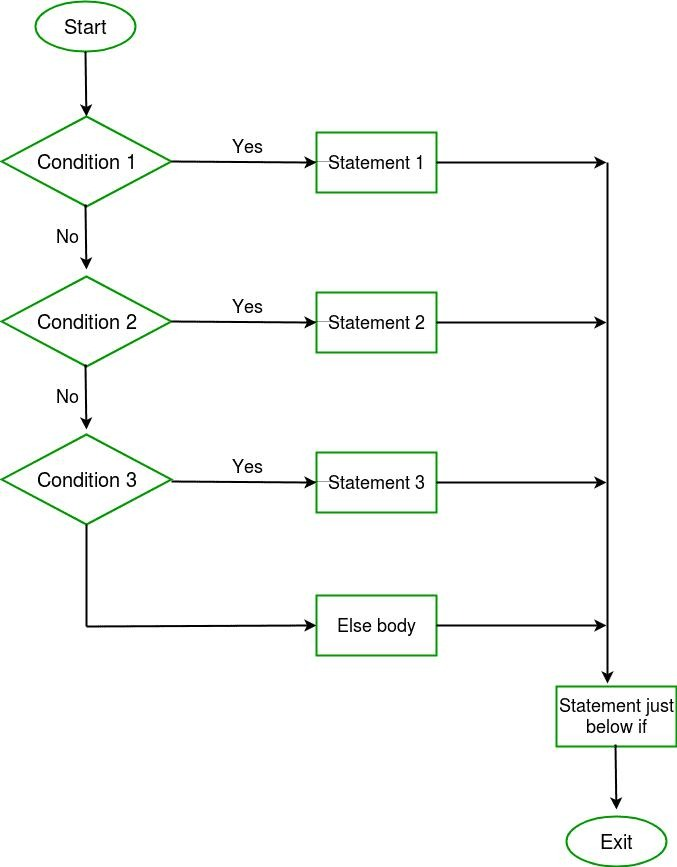 Start
Condition 1
Yes
Statement 1
No
Condition 2
Yes
Statement 2
No
Condition 3
Yes
Statement 3
Else body
Statement just
below if
Exit